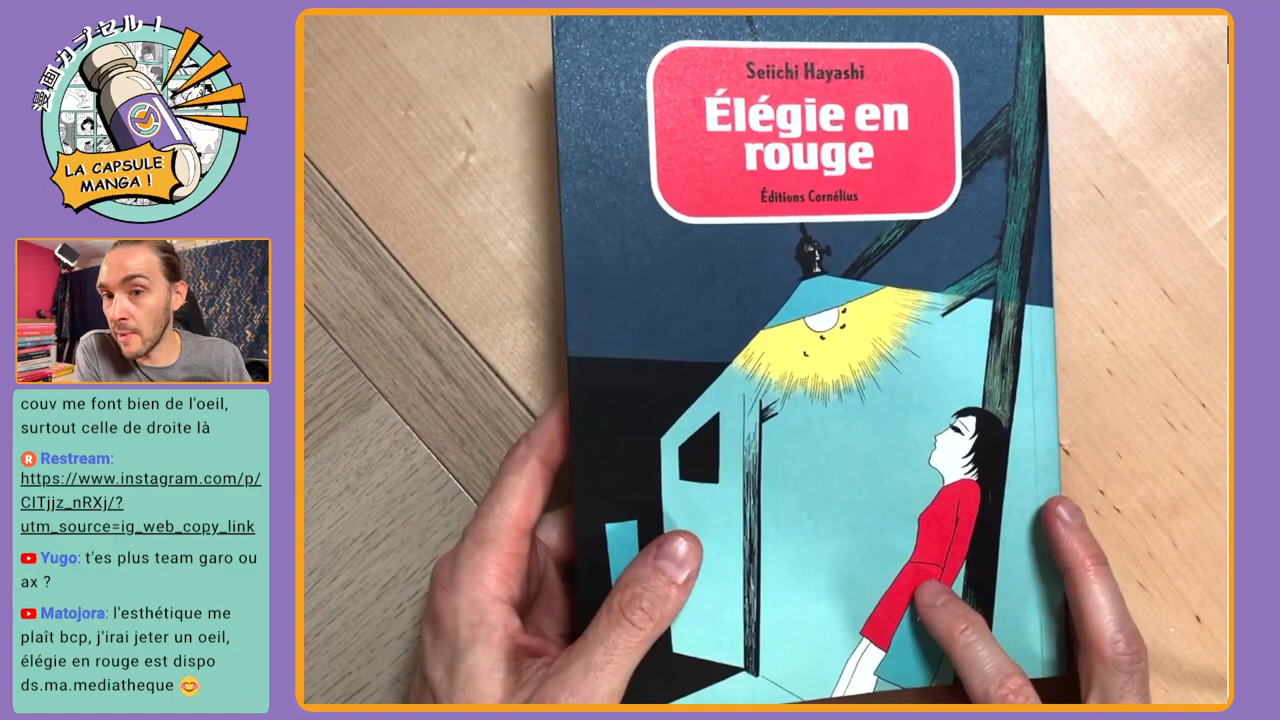 漫画カプセル!
LA CAPSULE
MANGA !
couv me font bien de l'oeil,
surtout celle de droite là
Restream:
https://www.instagram.com/p/
CITjjz_nRXj/?
utm_source=ig_web_copy_link
Yugo: t'es plus team garo ou
ax ?
Matojora: l'esthétique me
plaît bcp, j'irai jeter un oeil,
élégie en rouge est dispo
ds.ma.mediatheque 😊
Seiichi Hayashi
Élégie en
rouge
Éditions Cornélius